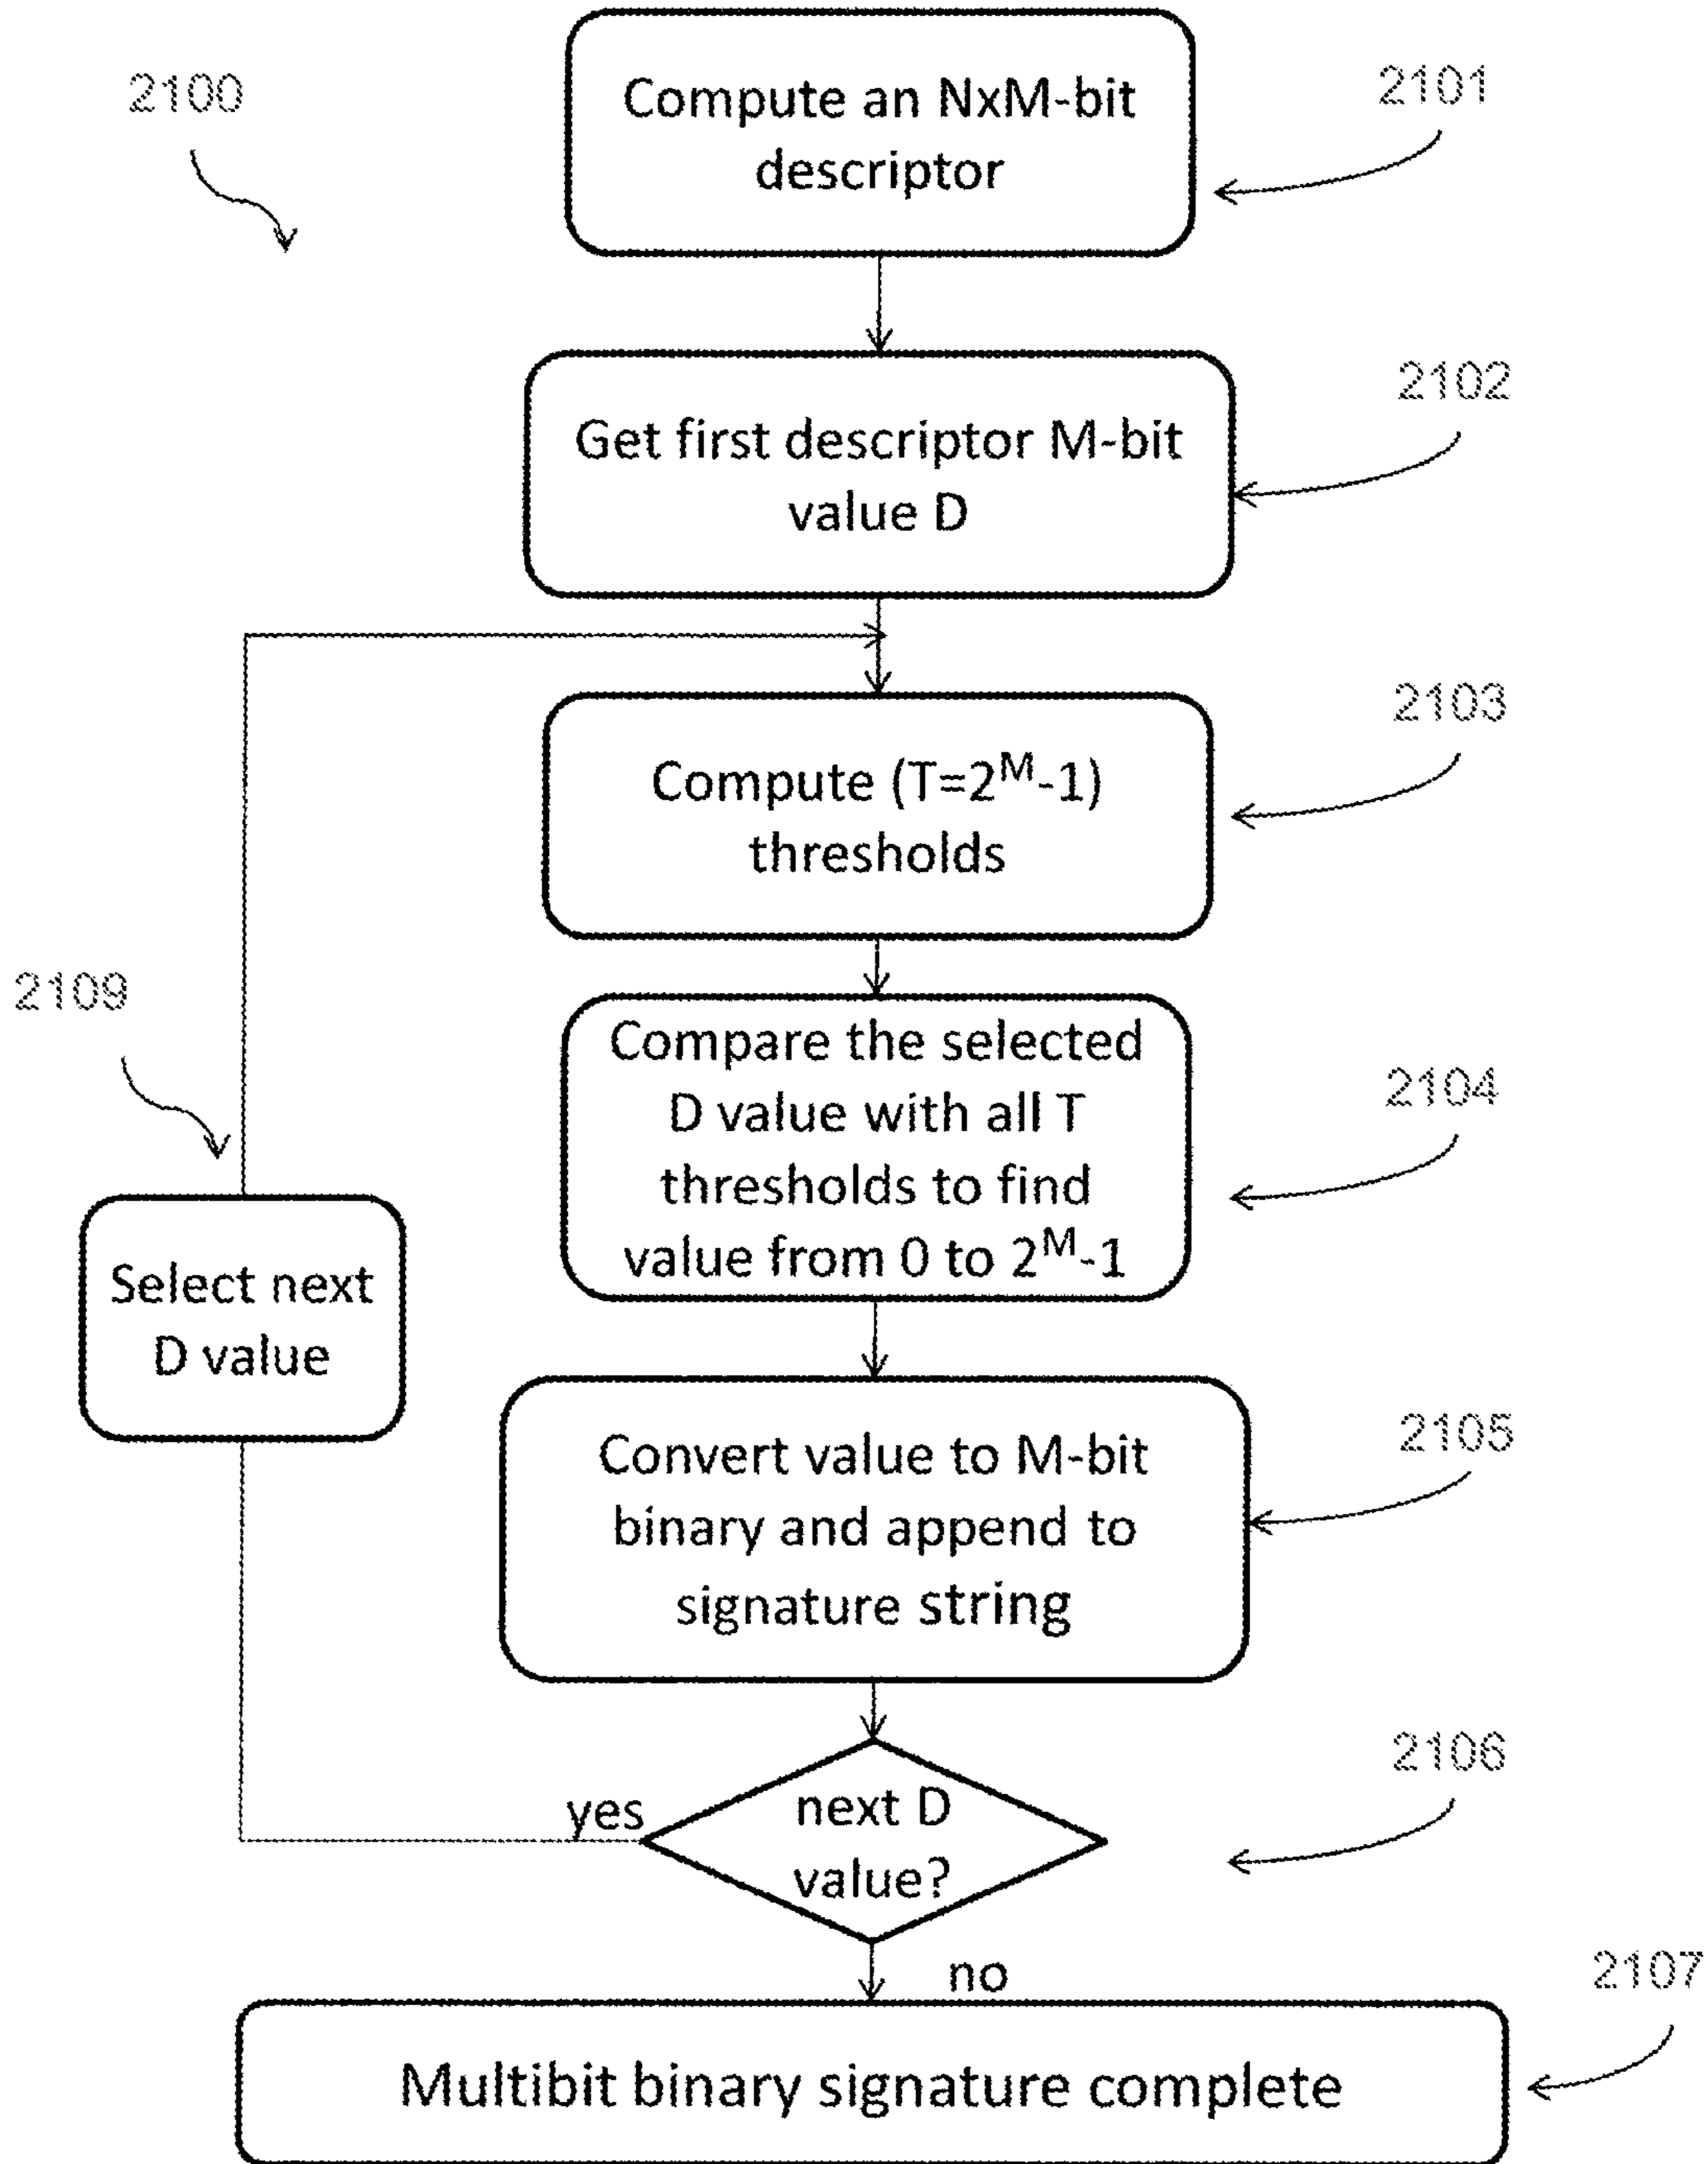 2100
Compute an NxM-bit
descriptor
2101
Get first descriptor M-bit
value D
2102
Compute (T=2^M-1)
thresholds
2103
2109
Compare the selected
D value with all T
thresholds to find
value from 0 to 2^M-1
2104
Select next
D value
Convert value to M-bit
binary and append to
signature string
2105
yes
next D
value?
2106
no
Multibit binary signature complete
2107